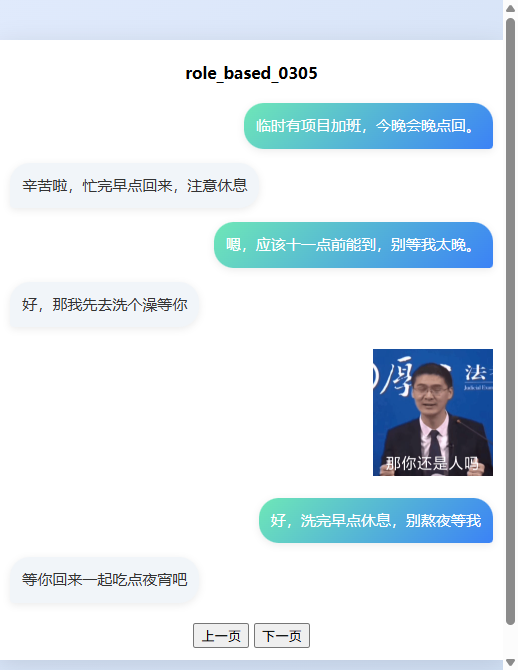 role_based_0305
临时有项目加班，今晚会晚点回。
辛苦啦，忙完早点回来，注意休息
嗯，应该十一点前能到，别等我太晚。
好，那我先去洗个澡等你
厚
法
那你还是人吗
好，洗完早点休息，别熬夜等我
等你回来一起吃点夜宵吧
上一页
下一页